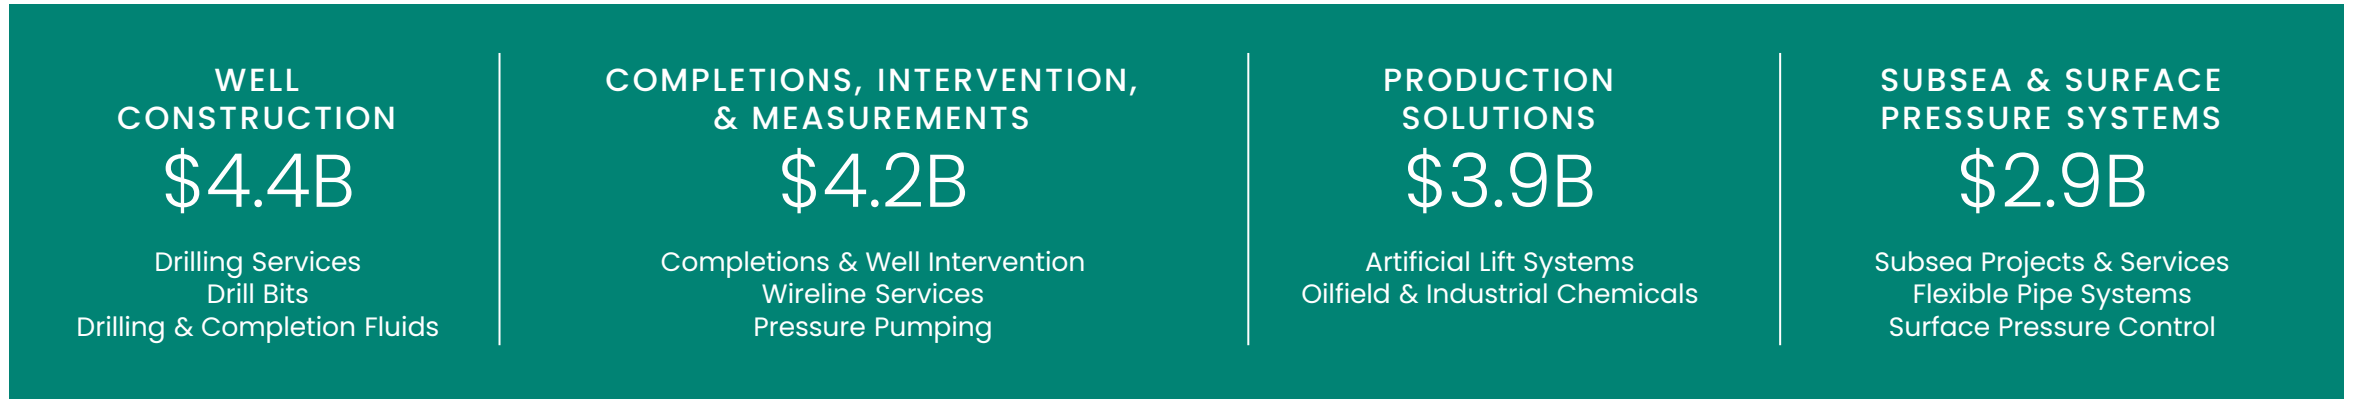 WELL
CONSTRUCTION
$4.4B
Drilling Services
Drill Bits
Drilling & Completion Fluids
COMPLETIONS, INTERVENTION,
& MEASUREMENTS
$4.2B
Completions & Well Intervention
Wireline Services
Pressure Pumping
PRODUCTION
SOLUTIONS
$3.9B
Artificial Lift Systems
Oilfield & Industrial Chemicals
SUBSEA & SURFACE
PRESSURE SYSTEMS
$2.9B
Subsea Projects & Services
Flexible Pipe Systems
Surface Pressure Control